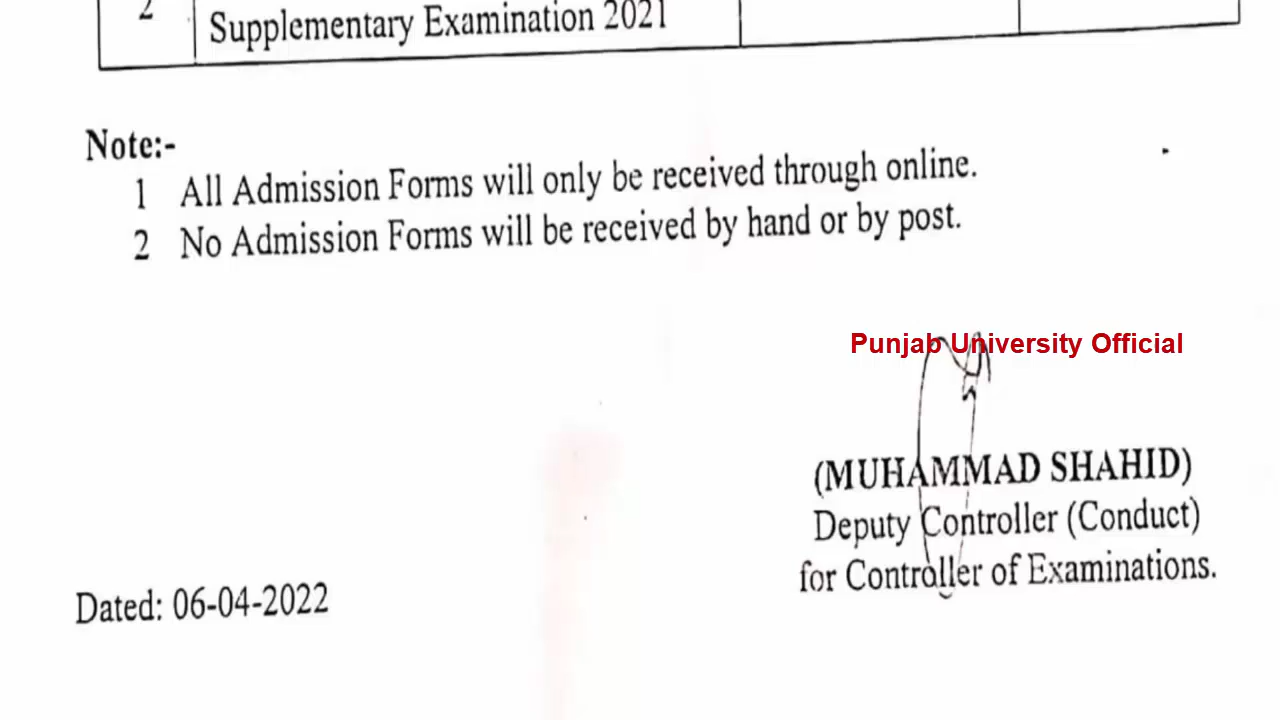 2 Supplementary Examination 2021
Note:-
1 All Admission Forms will only be received through online.
2 No Admission Forms will be received by hand or by post.
Punjab University Official
(MUHAMMAD SHAHID)
Deputy Controller (Conduct)
for Controller of Examinations.
Dated: 06-04-2022